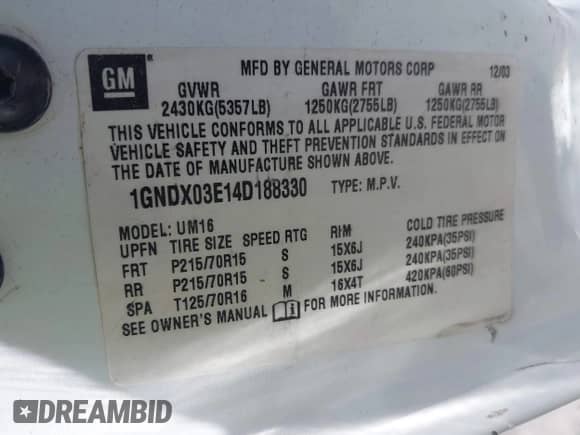 GM
MFD BY GENERAL MOTORS CORP 12/03
GVWR GAWR FRT GAWR RR
2430KG(5357LB) 1250KG(2755LB) 1250KG(2755LB)
THIS VEHICLE CONFORMS TO ALL APPLICABLE U.S. FEDERAL MOTOR
VEHICLE SAFETY AND THEFT PREVENTION STANDARDS IN EFFECT ON
THE DATE OF MANUFACTURE SHOWN ABOVE.
1GNDX03E14D188330 TYPE: M.P.V.
MODEL: UM16
UPFN TIRE SIZE SPEED RTG RIM COLD TIRE PRESSURE
FRT P215/70R15 S 15X6J 240KPA(35PSI)
RR P215/70R15 S 15X6J 240KPA(35PSI)
SPA T125/70R16 M 16X4T 420KPA(60PSI)
SEE OWNER'S MANUAL FOR MORE INFORMATION.
DREAMBID